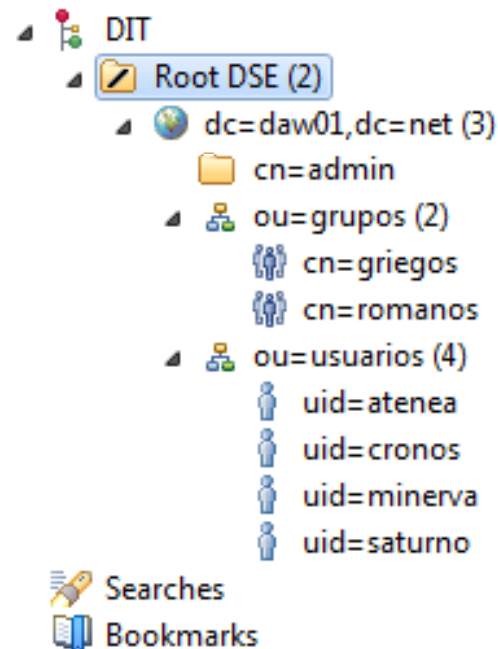 DIT
Root DSE (2)
dc=daw01,dc=net (3)
cn=admin
ou=grupos (2)
cn=griegos
cn=romanos
ou=usuarios (4)
uid=atenea
uid=cronos
uid=minerva
uid=saturno
Searches
Bookmarks